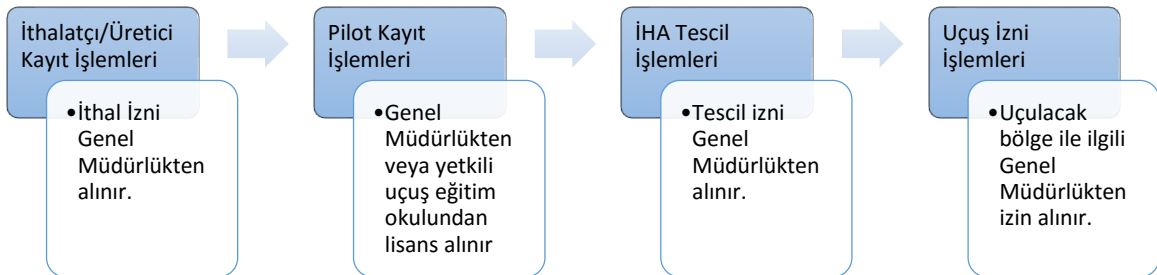 İthalatçı/Üretici
Kayıt İşlemleri
•İthal İzni
Genel
Müdürlükten
alınır.
Pilot Kayıt
İşlemleri
•Genel
Müdürlükten
veya yetkili
uçuş eğitim
okulundan
lisans alınır
İHA Tescil
İşlemleri
•Tescil izni
Genel
Müdürlükten
alınır.
Uçuş İzni
İşlemleri
•Uçulacak
bölge ile ilgili
Genel
Müdürlükten
izin alınır.